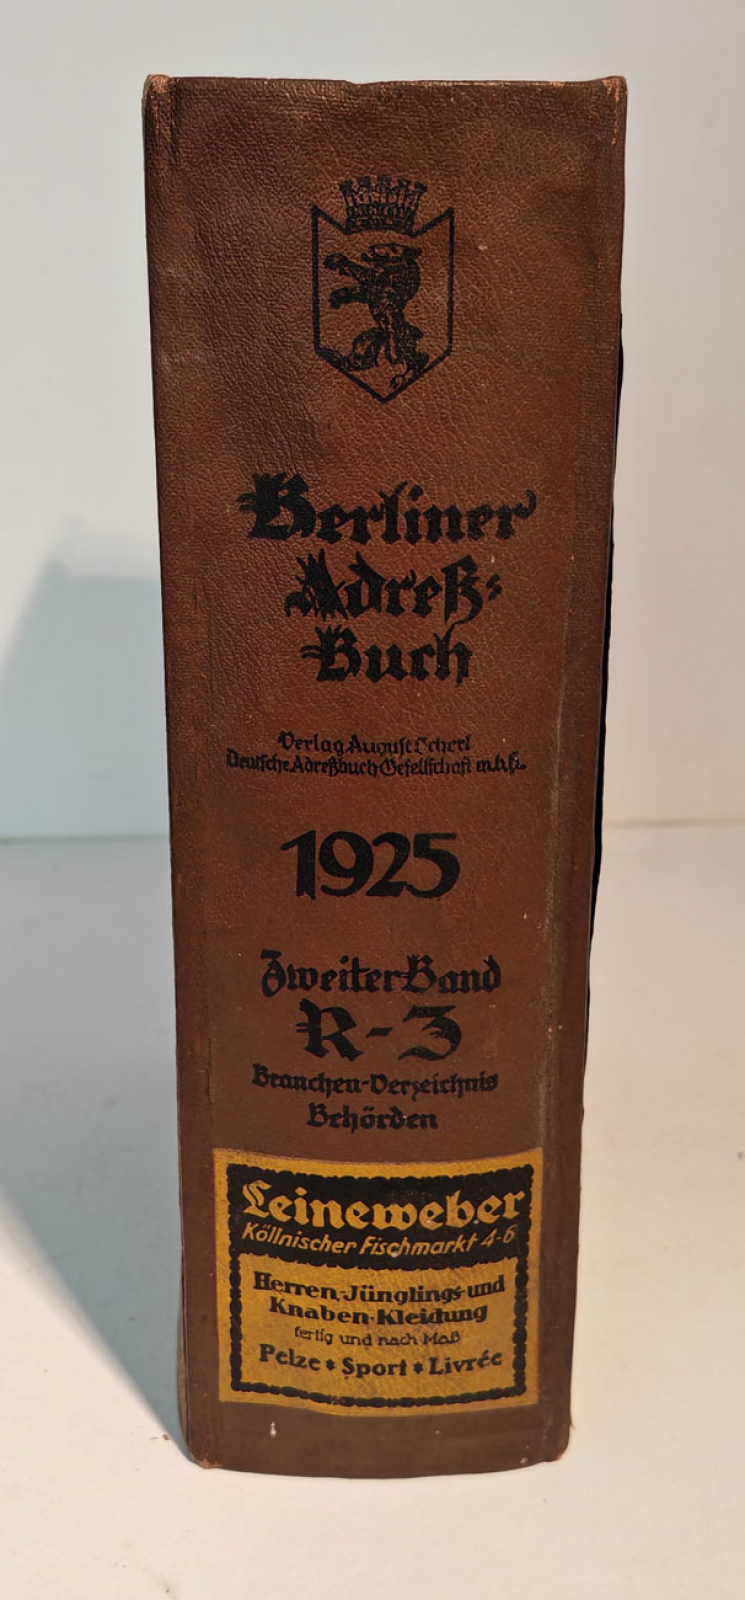 Berliner
Adreß-
Buch
Verlag August Scherl
Deutsche Adreßbuch Gesellschaft m.b.H.
1925
Zweiter Band
R-Z
Branchen-Verzeichnis
Behörden
Leineweber
Köllnischer Fischmarkt 4-6
Herren, Jünglings- und
Knaben-Kleidung
fertig und nach Maß
Pelze * Sport * Livrée